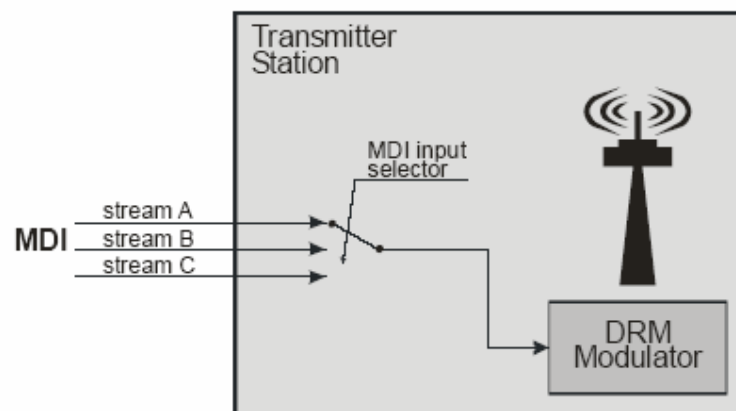 Transmitter
Station
MDI input
selector
stream A
MDI
stream B
stream C
DRM
Modulator